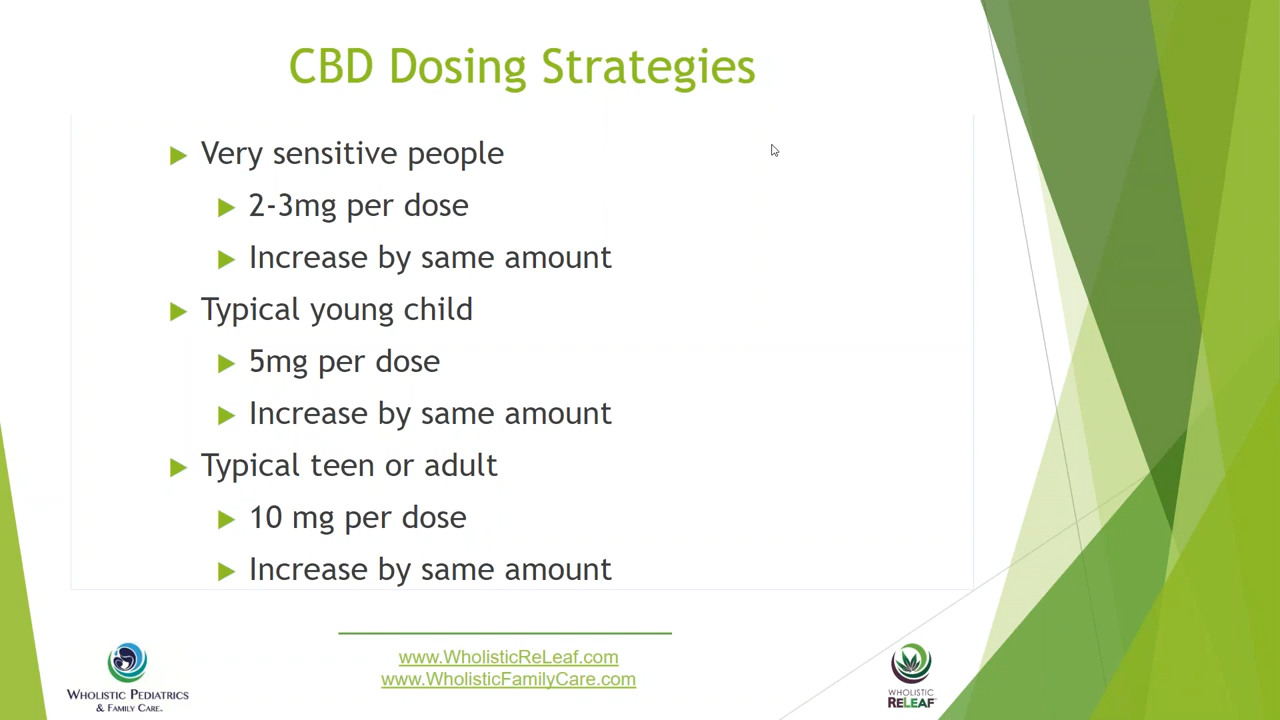 CBD Dosing Strategies
Very sensitive people
2-3mg per dose
Increase by same amount
Typical young child
5mg per dose
Increase by same amount
Typical teen or adult
10 mg per dose
Increase by same amount
www.WholisticReLeaf.com
www.WholisticFamilyCare.com
WHOLISTIC PEDIATRICS
& FAMILY CARE.
WHOLISTIC
RELEAF